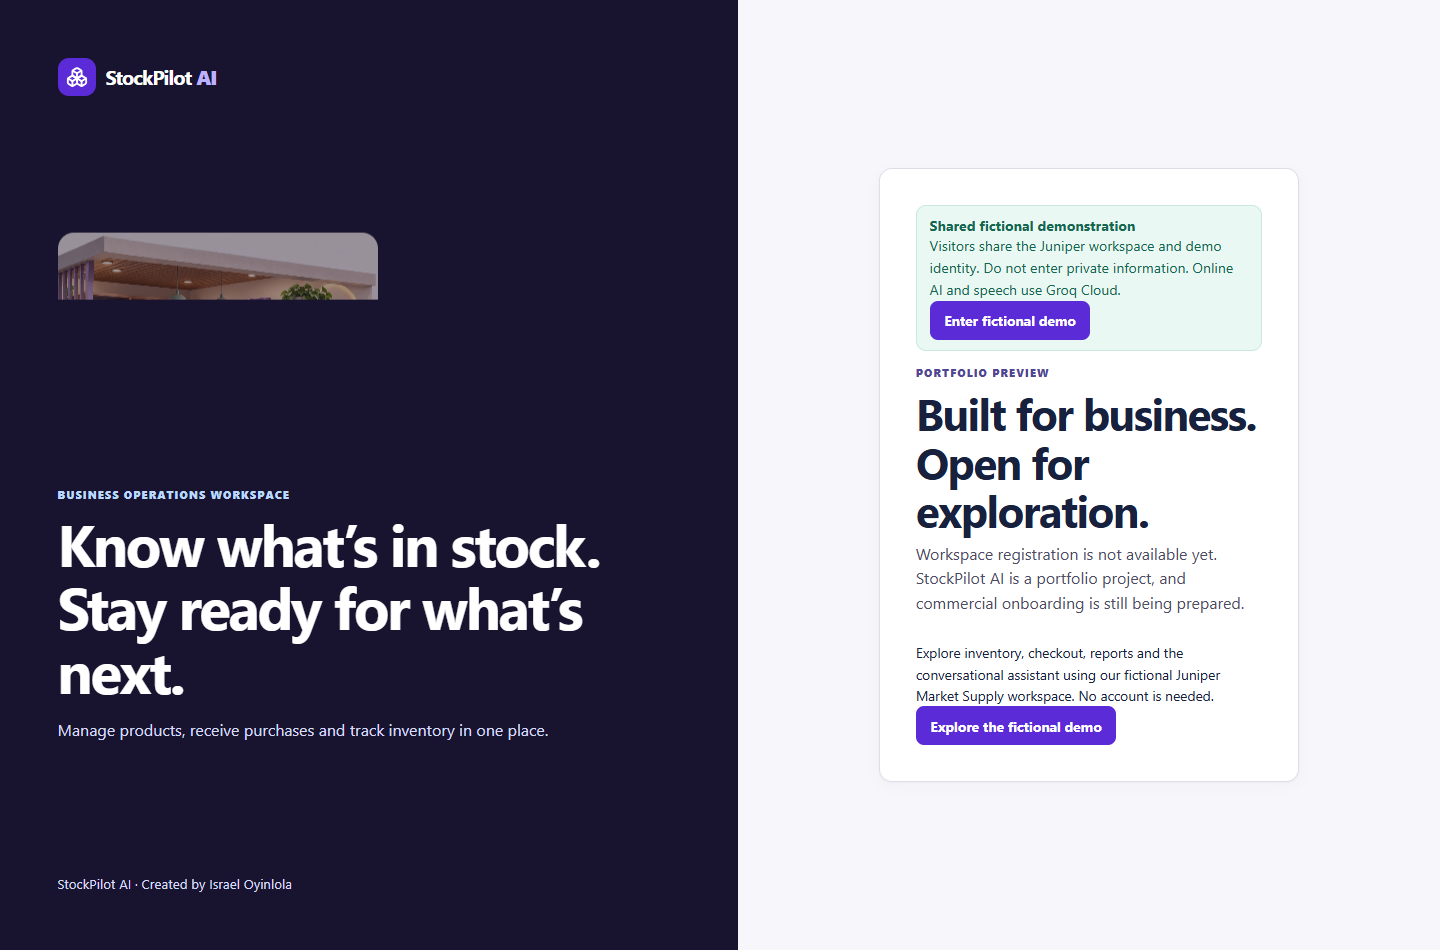 StockPilot AI
BUSINESS OPERATIONS WORKSPACE
Know what’s in stock.
Stay ready for what’s
next.
Manage products, receive purchases and track inventory in one place.
StockPilot AI · Created by Israel Oyinlola
Shared fictional demonstration
Visitors share the Juniper workspace and demo
identity. Do not enter private information. Online
AI and speech use Groq Cloud.
Enter fictional demo
PORTFOLIO PREVIEW
Built for business.
Open for
exploration.
Workspace registration is not available yet.
StockPilot AI is a portfolio project, and
commercial onboarding is still being prepared.
Explore inventory, checkout, reports and the
conversational assistant using our fictional Juniper
Market Supply workspace. No account is needed.
Explore the fictional demo